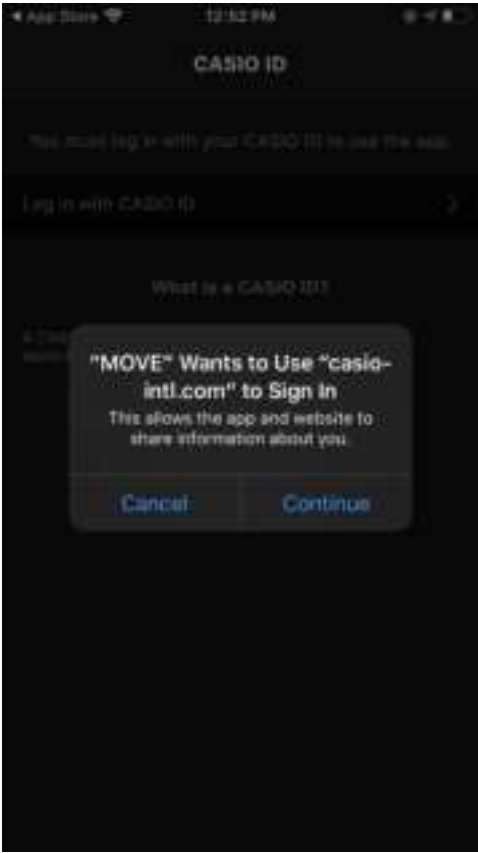 App Store 12:52 PM
CASIO ID
You must log in with your CASIO ID to use the app.
Log in with CASIO ID
What is a CASIO ID?
"MOVE" Wants to Use "casio-
intl.com" to Sign In
This allows the app and website to
share information about you.
Cancel Continue